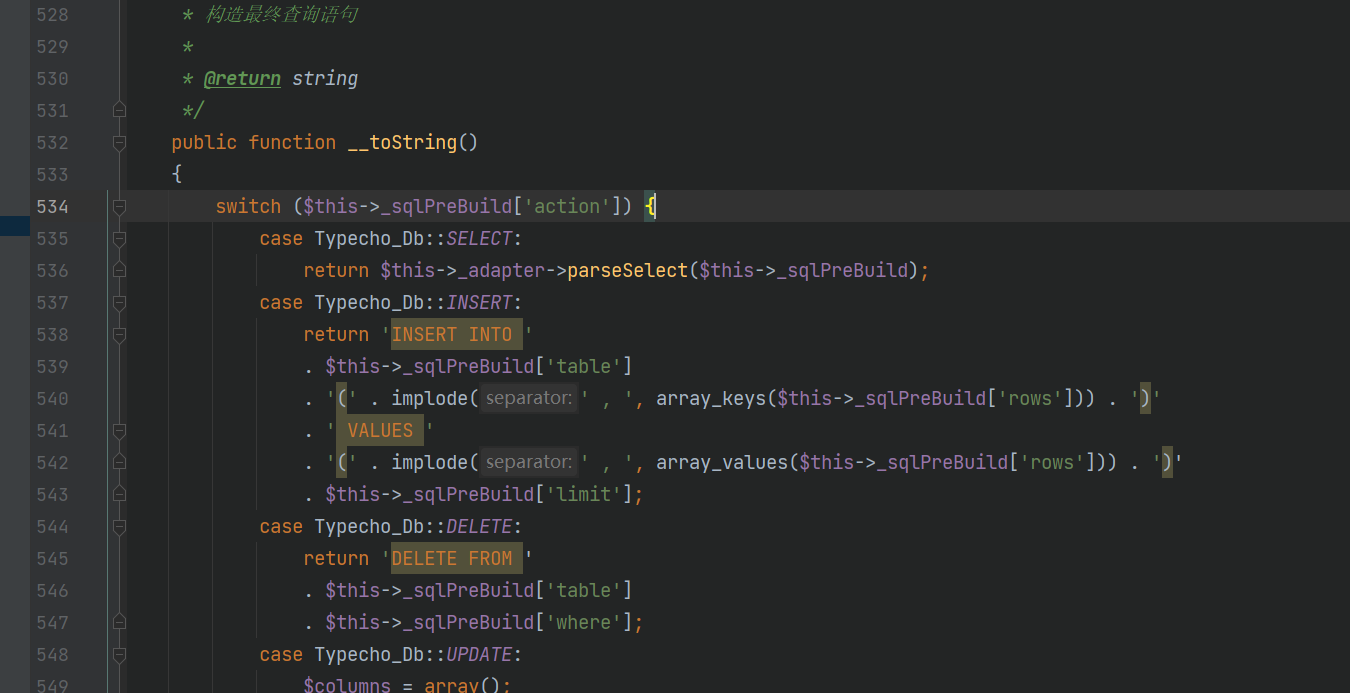 528 * 构造最终查询语句
529 *
530 * @return string
531 */
532 public function __toString()
533 {
534 switch ($this->_sqlPreBuild['action']) {
535 case Typecho_Db::SELECT:
536 return $this->_adapter->parseSelect($this->_sqlPreBuild);
537 case Typecho_Db::INSERT:
538 return 'INSERT INTO '
539 . $this->_sqlPreBuild['table']
540 . '(' . implode( separator: ' , ', array_keys($this->_sqlPreBuild['rows'])) . ')'
541 . ' VALUES '
542 . '(' . implode( separator: ' , ', array_values($this->_sqlPreBuild['rows'])) . ')'
543 . $this->_sqlPreBuild['limit'];
544 case Typecho_Db::DELETE:
545 return 'DELETE FROM '
546 . $this->_sqlPreBuild['table']
547 . $this->_sqlPreBuild['where'];
548 case Typecho_Db::UPDATE:
549 $columns = array();